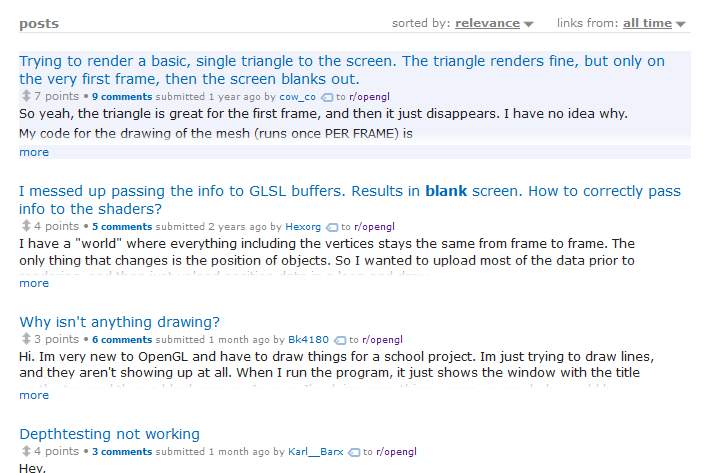 posts sorted by: relevance links from: all time
Trying to render a basic, single triangle to the screen. The triangle renders fine, but only on
the very first frame, then the screen blanks out.
7 points • 9 comments submitted 1 year ago by cow_co to r/opengl
So yeah, the triangle is great for the first frame, and then it just disappears. I have no idea why.
My code for the drawing of the mesh (runs once PER FRAME) is
more
I messed up passing the info to GLSL buffers. Results in blank screen. How to correctly pass
info to the shaders?
4 points • 5 comments submitted 2 years ago by Hexorg to r/opengl
I have a "world" where everything including the vertices stays the same from frame to frame. The
only thing that changes is the position of objects. So I wanted to upload most of the data prior to
more
Why isn't anything drawing?
3 points • 6 comments submitted 1 month ago by Bk4180 to r/opengl
Hi. Im very new to OpenGL and have to draw things for a school project. Im just trying to draw lines,
and they aren't showing up at all. When I run the program, it just shows the window with the title
more
Depthtesting not working
4 points • 3 comments submitted 1 month ago by Karl__Barx to r/opengl
Hey,